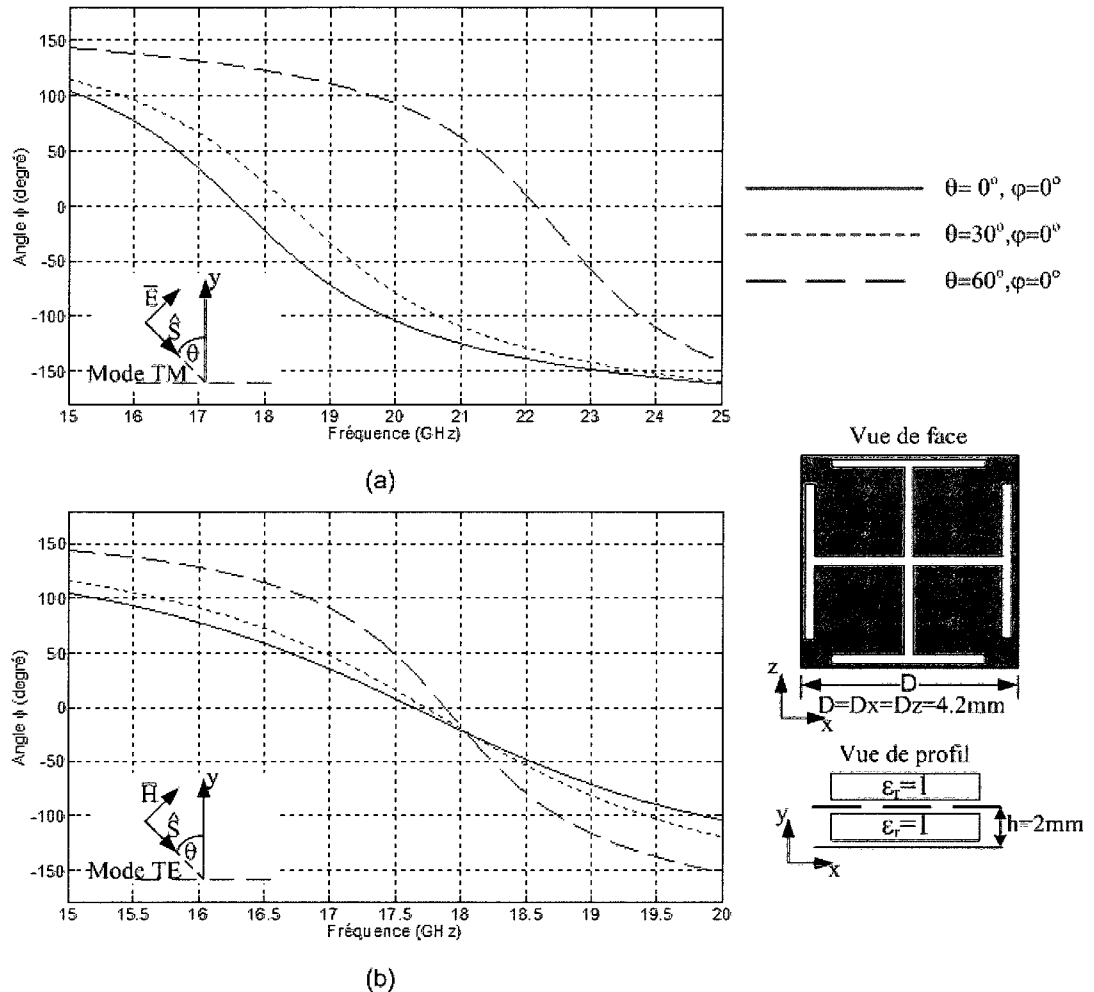 150
100
50
0
-50
-100
-150
Angle ϕ (degré)
E
Ŝ
θ
y
Mode TM
15 16 17 18 19 20 21 22 23 24 25
Fréquence (GHz)
(a)
θ= 0°, φ=0°
θ=30°,φ=0°
θ=60°,φ=0°
150
100
50
0
-50
-100
-150
Angle ϕ (degré)
H
Ŝ
θ
y
Mode TE
15 15.5 16 16.5 17 17.5 18 18.5 19 19.5 20
Fréquence (GHz)
(b)
Vue de face
z
x
D
D=Dx=Dz=4.2mm
Vue de profil
εr=1
εr=1
h=2mm
y
x